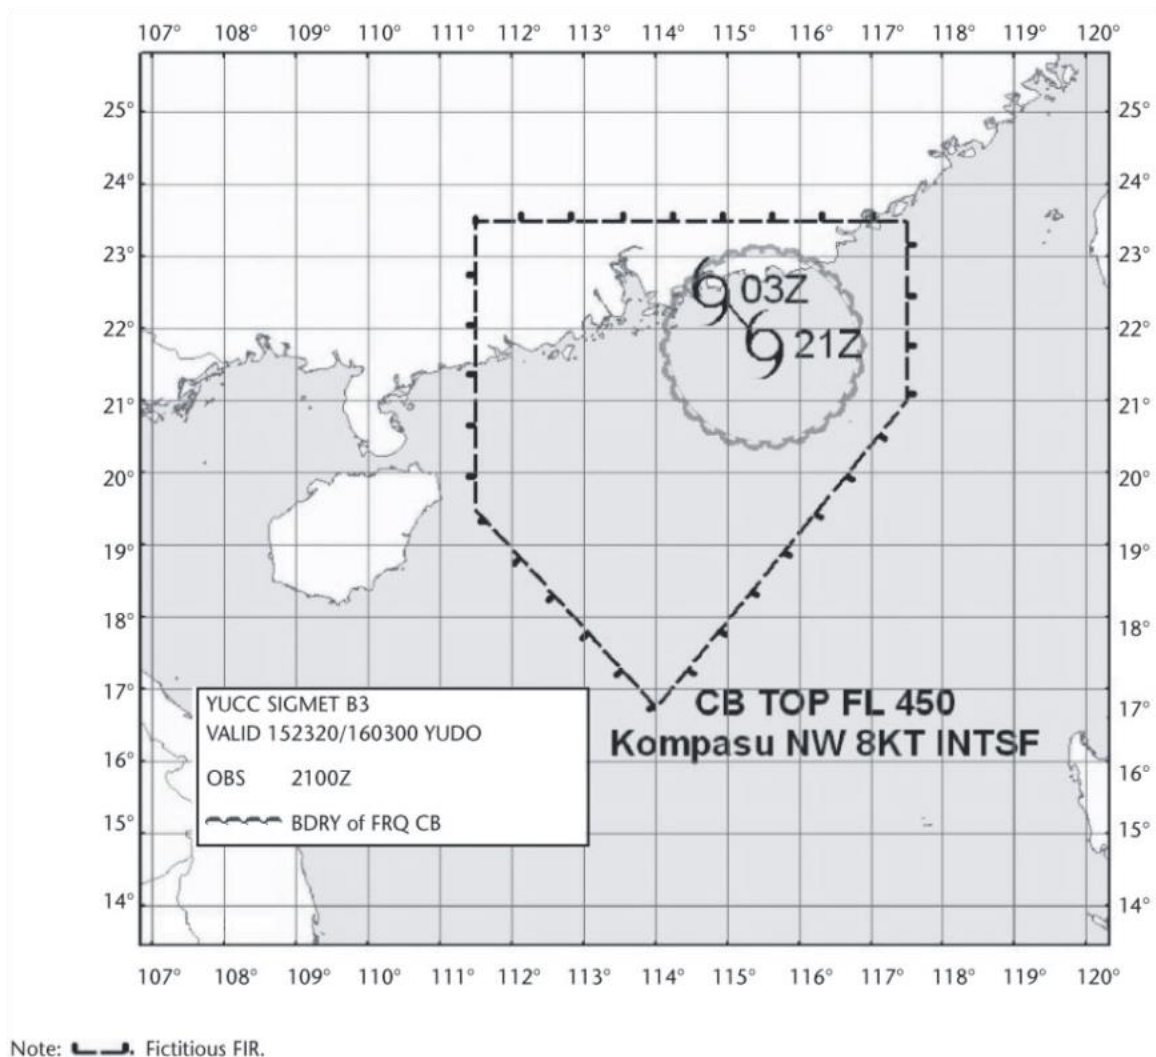 107° 108° 109° 110° 111° 112° 113° 114° 115° 116° 117° 118° 119° 120°
25° 25°
24° 24°
23° 23°
03Z
22° 22°
21Z
21° 21°
20° 20°
19° 19°
18° 18°
17° 17°
CB TOP FL 450
Kompasu NW 8KT INTSF
YUCC SIGMET B3
VALID 152320/160300 YUDO
16° 16°
OBS 2100Z
15° 15°
BDRY of FRQ CB
14° 14°
107° 108° 109° 110° 111° 112° 113° 114° 115° 116° 117° 118° 119° 120°
Note: Fictitious FIR.